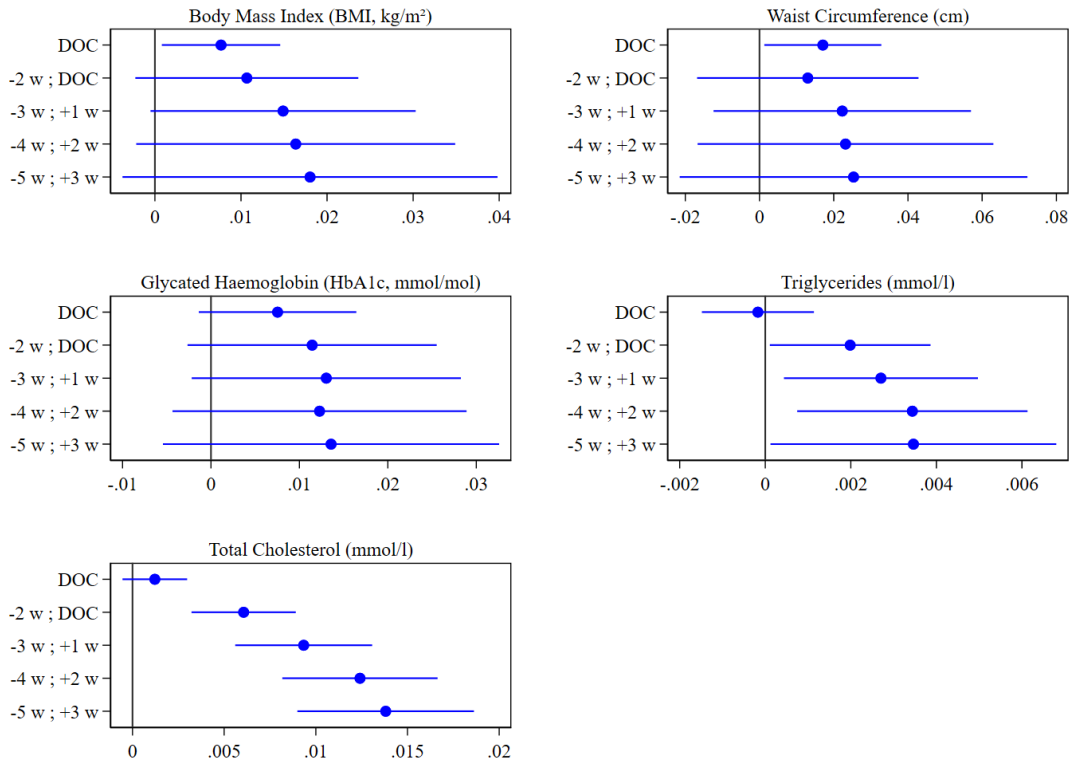 Body Mass Index (BMI, kg/m²)
DOC
-2 w ; DOC
-3 w ; +1 w
-4 w ; +2 w
-5 w ; +3 w
0 .01 .02 .03 .04
Waist Circumference (cm)
DOC
-2 w ; DOC
-3 w ; +1 w
-4 w ; +2 w
-5 w ; +3 w
-.02 0 .02 .04 .06 .08
Glycated Haemoglobin (HbA1c, mmol/mol)
DOC
-2 w ; DOC
-3 w ; +1 w
-4 w ; +2 w
-5 w ; +3 w
-.01 0 .01 .02 .03
Triglycerides (mmol/l)
DOC
-2 w ; DOC
-3 w ; +1 w
-4 w ; +2 w
-5 w ; +3 w
-.002 0 .002 .004 .006
Total Cholesterol (mmol/l)
DOC
-2 w ; DOC
-3 w ; +1 w
-4 w ; +2 w
-5 w ; +3 w
0 .005 .01 .015 .02